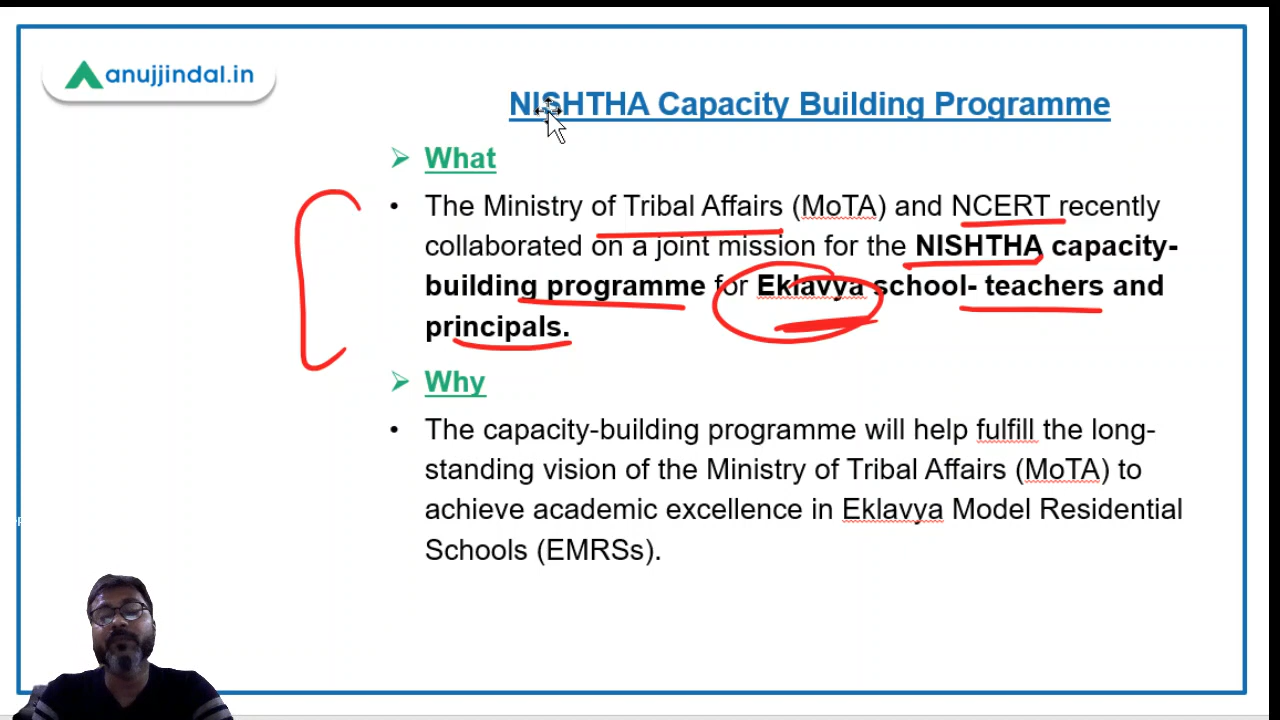 anujjindal.in
NISHTHA Capacity Building Programme
What
• The Ministry of Tribal Affairs (MoTA) and NCERT recently
collaborated on a joint mission for the NISHTHA capacity-
building programme for Eklavya school- teachers and
principals.
Why
• The capacity-building programme will help fulfill the long-
standing vision of the Ministry of Tribal Affairs (MoTA) to
achieve academic excellence in Eklavya Model Residential
Schools (EMRSs).